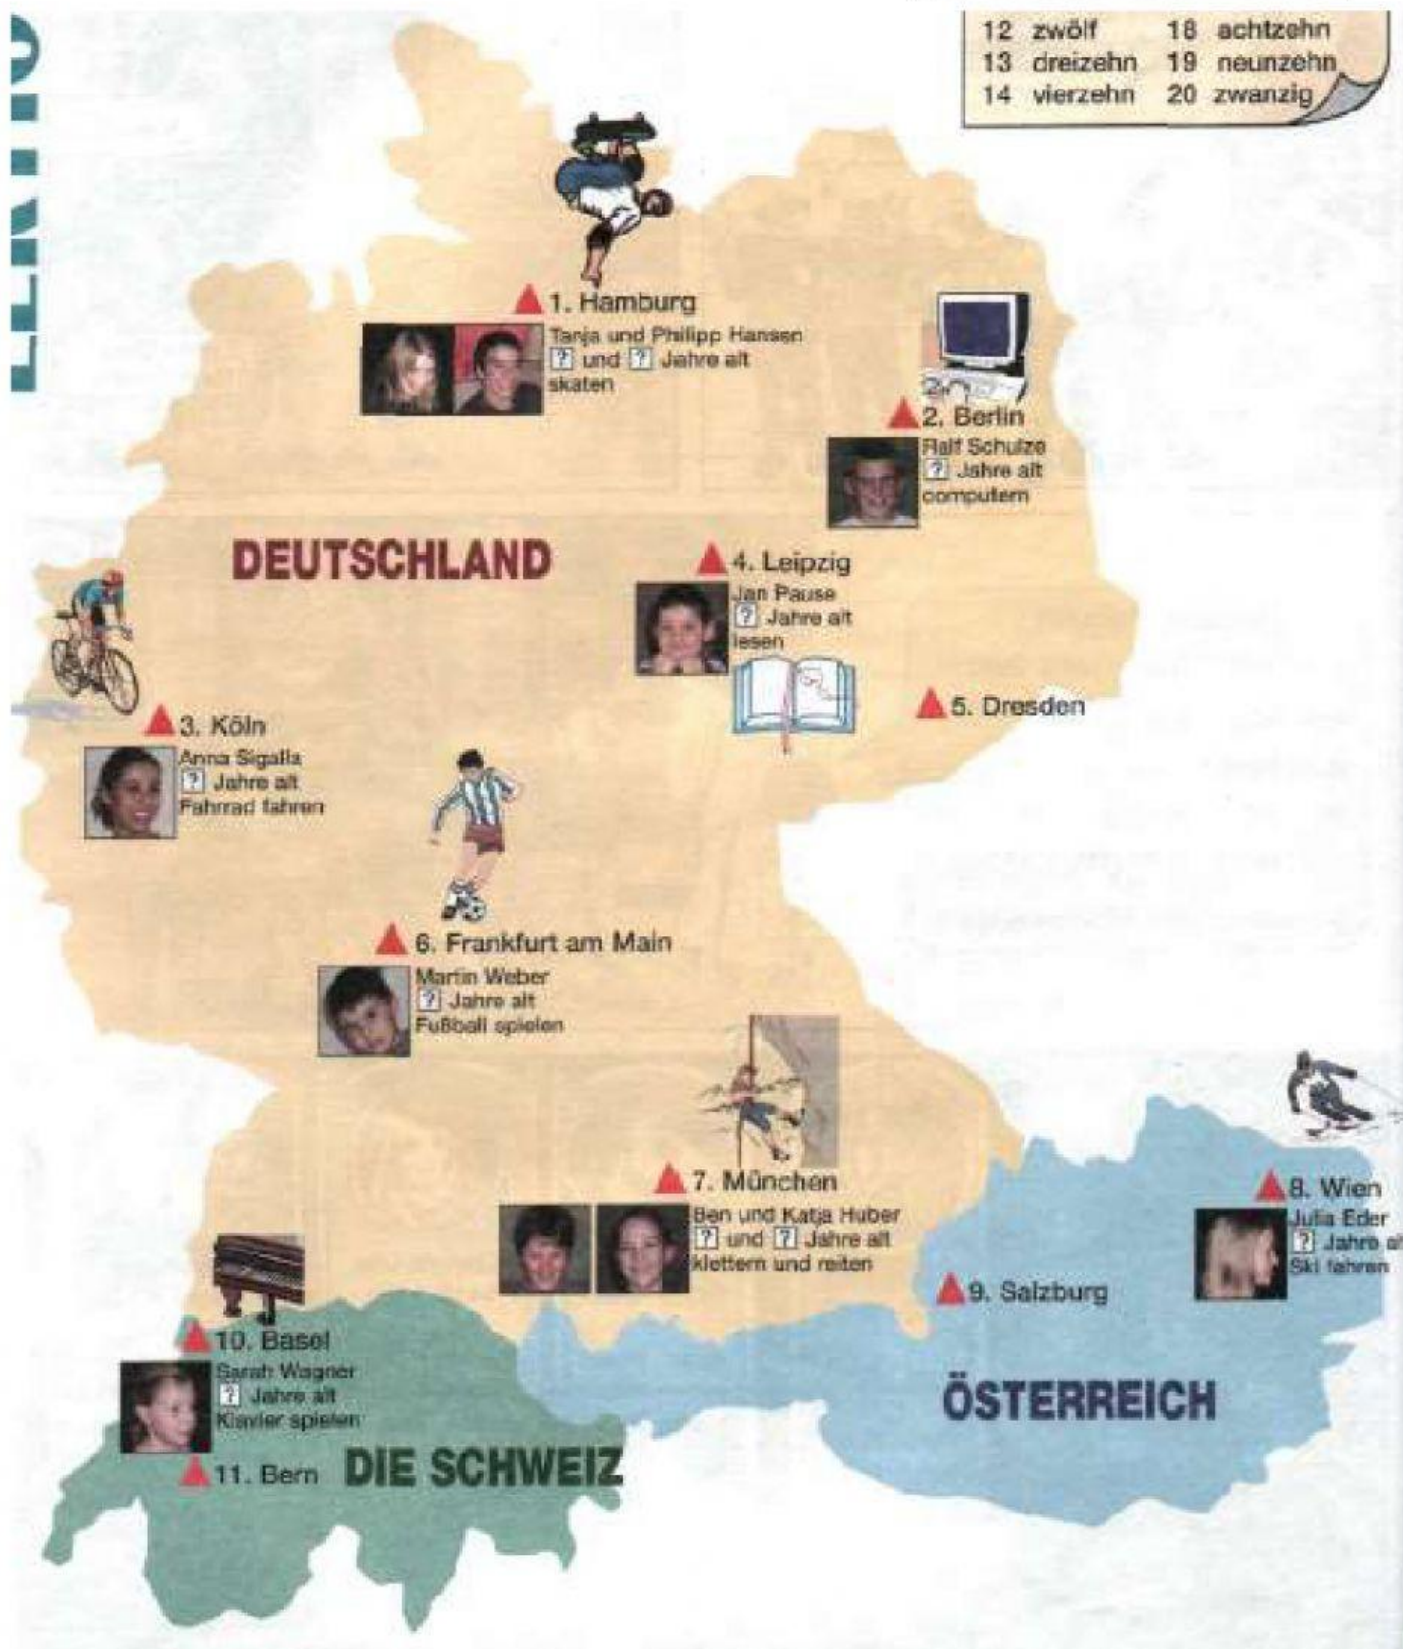 12 zwölf 18 achtzehn
13 dreizehn 19 neunzehn
14 vierzehn 20 zwanzig
1. Hamburg
Tanja und Philipp Hansen
? und ? Jahre alt
skaten
2. Berlin
Ralf Schulze
? Jahre alt
computern
DEUTSCHLAND
4. Leipzig
Jan Pause
? Jahre alt
lesen
5. Dresden
3. Köln
Anna Sigalla
? Jahre alt
Fahrrad fahren
6. Frankfurt am Main
Martin Weber
? Jahre alt
Fußball spielen
7. München
Ben und Katja Huber
? und ? Jahre alt
klettern und reiten
8. Wien
Julia Eder
? Jahre al
Ski fahren
9. Salzburg
10. Basel
Sarah Wagner
? Jahre alt
Klavier spielen
ÖSTERREICH
11. Bern
DIE SCHWEIZ